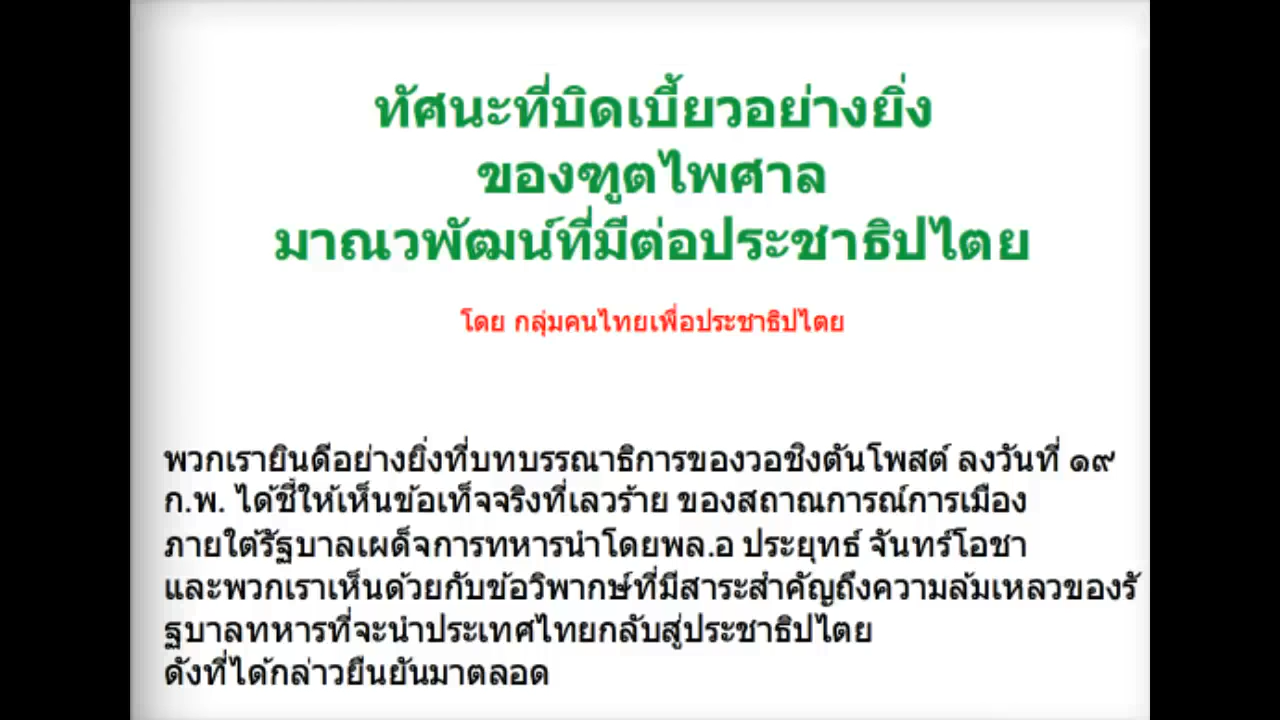 ทัศนะที่บิดเบี้ยวอย่างยิ่ง
ของฑูตไพศาล
มาณวพัฒน์ที่มีต่อประชาธิปไตย
โดย กลุ่มคนไทยเพื่อประชาธิปไตย
พวกเรายินดีอย่างยิ่งที่บทบรรณาธิการของวอชิงตันโพสต์ ลงวันที่ ๑๙
ก.พ. ได้ชี้ให้เห็นข้อเท็จจริงที่เลวร้าย ของสถาณการณ์การเมือง
ภายใต้รัฐบาลเผด็จการทหารนำโดยพล.อ ประยุทธ์ จันทร์โอชา
และพวกเราเห็นด้วยกับข้อวิพากษ์ที่มีสาระสำคัญถึงความล้มเหลวของรั
ฐบาลทหารที่จะนำประเทศไทยกลับสู่ประชาธิปไตย
ดังที่ได้กล่าวยืนยันมาตลอด